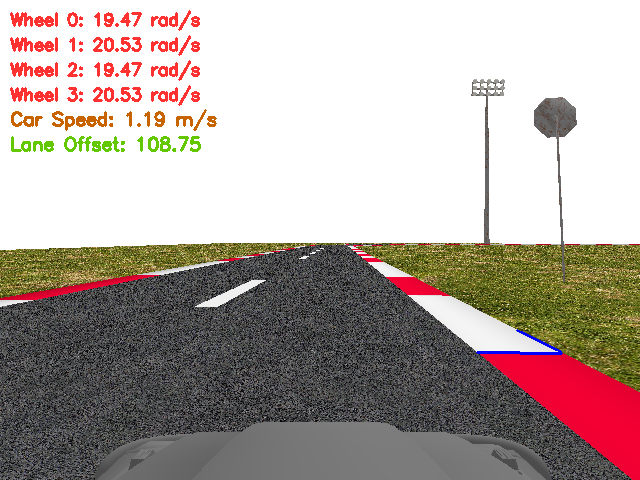 Wheel 0: 19.47 rad/s
Wheel 1: 20.53 rad/s
Wheel 2: 19.47 rad/s
Wheel 3: 20.53 rad/s
Car Speed: 1.19 m/s
Lane Offset: 108.75